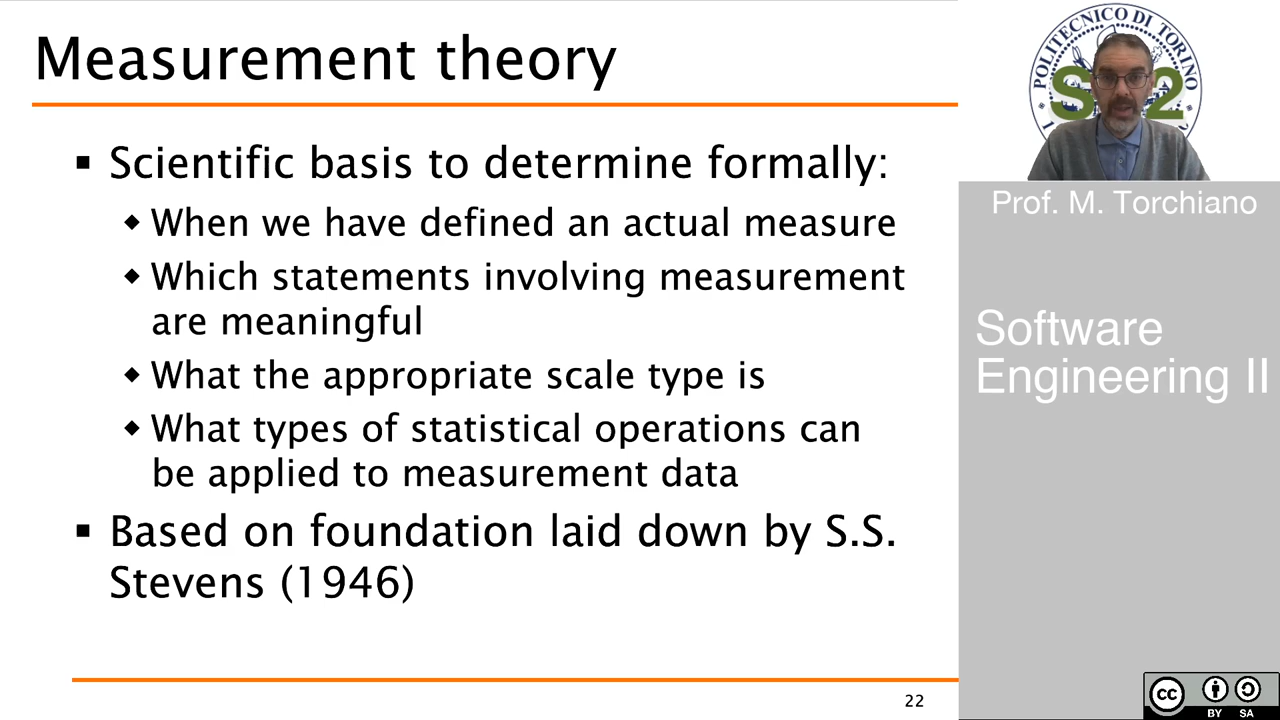 Measurement theory
▪ Scientific basis to determine formally:
◆ When we have defined an actual measure
◆ Which statements involving measurement
are meaningful
◆ What the appropriate scale type is
◆ What types of statistical operations can
be applied to measurement data
▪ Based on foundation laid down by S.S.
Stevens (1946)
22
POLITECNICO DI TORINO
S 2
Prof. M. Torchiano
Software
Engineering II
cc
BY SA